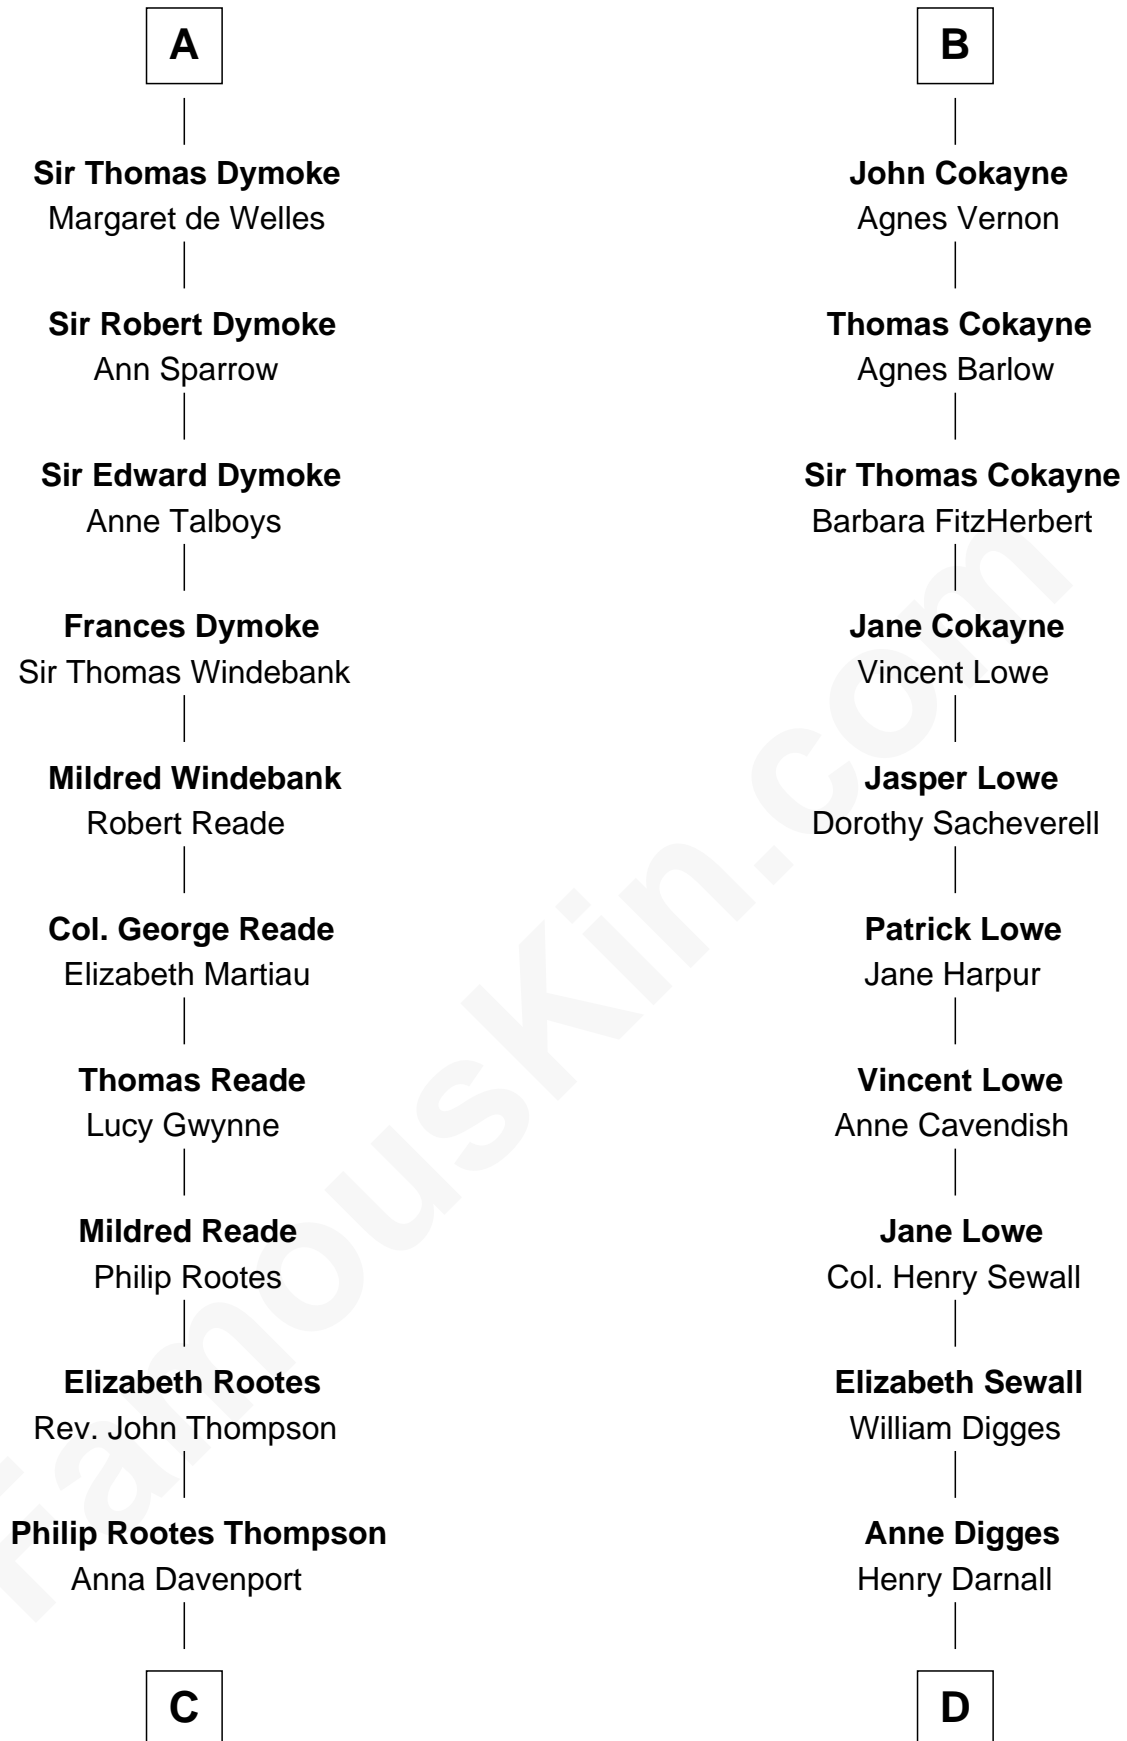 A
Sir Thomas Dymoke
Margaret de Welles
Sir Robert Dymoke
Ann Sparrow
Sir Edward Dymoke
Anne Talboys
Frances Dymoke
Sir Thomas Windebank
Mildred Windebank
Robert Reade
Col. George Reade
Elizabeth Martiau
Thomas Reade
Lucy Gwynne
Mildred Reade
Philip Rootes
Elizabeth Rootes
Rev. John Thompson
Philip Rootes Thompson
Anna Davenport
C
B
John Cokayne
Agnes Vernon
Thomas Cokayne
Agnes Barlow
Sir Thomas Cokayne
Barbara FitzHerbert
Jane Cokayne
Vincent Lowe
Jasper Lowe
Dorothy Sacheverell
Patrick Lowe
Jane Harpur
Vincent Lowe
Anne Cavendish
Jane Lowe
Col. Henry Sewall
Elizabeth Sewall
William Digges
Anne Digges
Henry Darnall
D
FamousKin.com